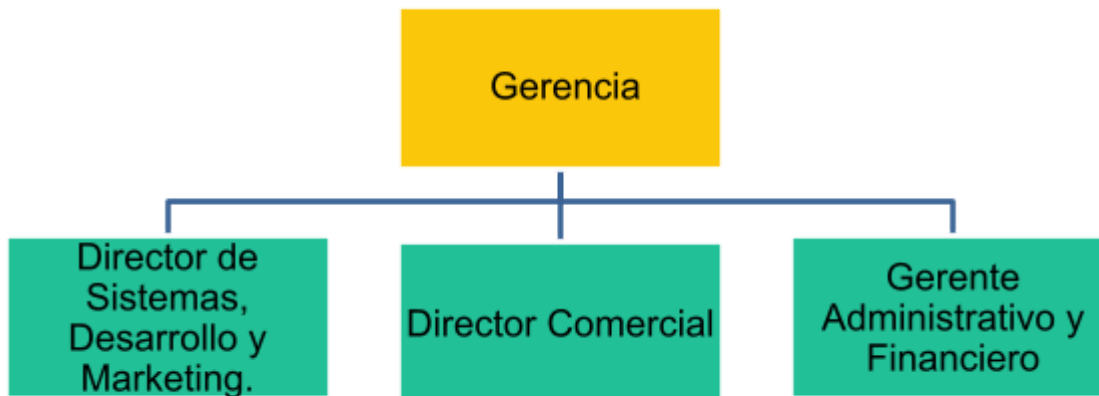 Gerencia
Director de
Sistemas,
Desarrollo y
Marketing.
Director Comercial
Gerente
Administrativo y
Financiero